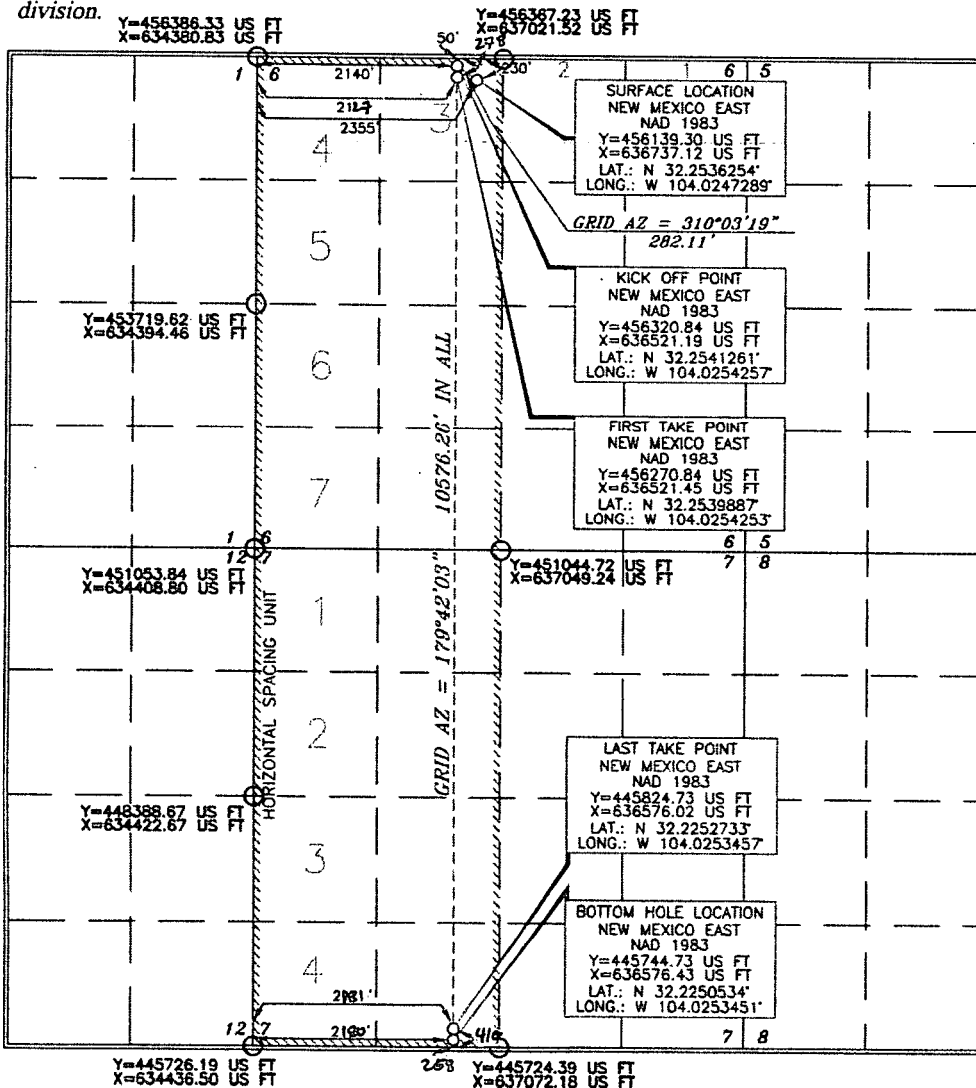 division.
Y=456386.33 US FT
X=634380.83 US FT
Y=456367.23 US FT
X=637021.52 US FT
50'
278
1 6
2140'
230'
2
1
6 5
2127
2355'
4
3
SURFACE LOCATION
NEW MEXICO EAST
NAD 1983
Y=456139.30 US FT
X=636737.12 US FT
LAT.: N 32.2536254°
LONG.: W 104.0247289°
GRID AZ = 310°03'19"
282.11'
5
KICK OFF POINT
NEW MEXICO EAST
NAD 1983
Y=456320.84 US FT
X=636521.19 US FT
LAT.: N 32.2541261°
LONG.: W 104.0254257°
Y=453719.62 US FT
X=634394.46 US FT
6
10576.26' IN ALL
FIRST TAKE POINT
NEW MEXICO EAST
NAD 1983
Y=456270.84 US FT
X=636521.45 US FT
LAT.: N 32.2539887°
LONG.: W 104.0254253°
7
1 6
12 7
6 5
7 8
Y=451053.84 US FT
X=634408.80 US FT
Y=451044.72 US FT
X=637049.24 US FT
1
HORIZONTAL SPACING UNIT
GRID AZ = 179°42'03"
2
LAST TAKE POINT
NEW MEXICO EAST
NAD 1983
Y=445824.73 US FT
X=636576.02 US FT
LAT.: N 32.2252733°
LONG.: W 104.0253457°
Y=448388.67 US FT
X=634422.67 US FT
3
BOTTOM HOLE LOCATION
NEW MEXICO EAST
NAD 1983
Y=445744.73 US FT
X=636576.43 US FT
LAT.: N 32.2250534°
LONG.: W 104.0253451°
4
12 7
2180'
7 8
Y=445726.19 US FT
X=634436.50 US FT
Y=445724.39 US FT
X=637072.18 US FT